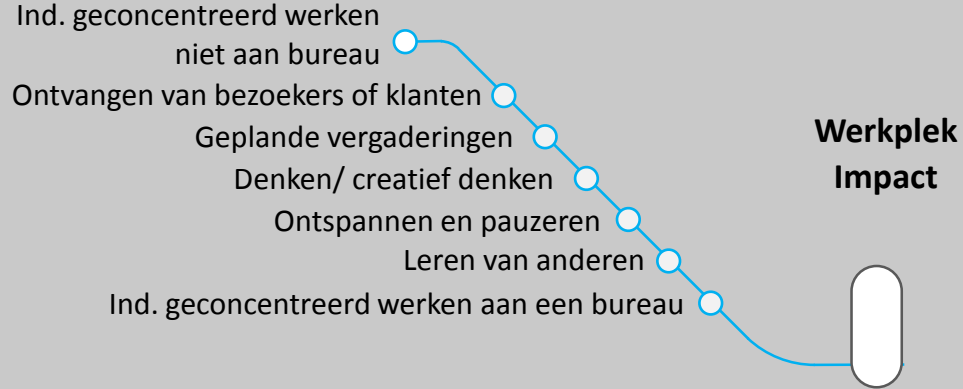 Ind. geconcentreerd werken
niet aan bureau
Ontvangen van bezoekers of klanten
Geplande vergaderingen
Denken/ creatief denken
Ontspannen en pauzeren
Leren van anderen
Ind. geconcentreerd werken aan een bureau
Werkplek
Impact